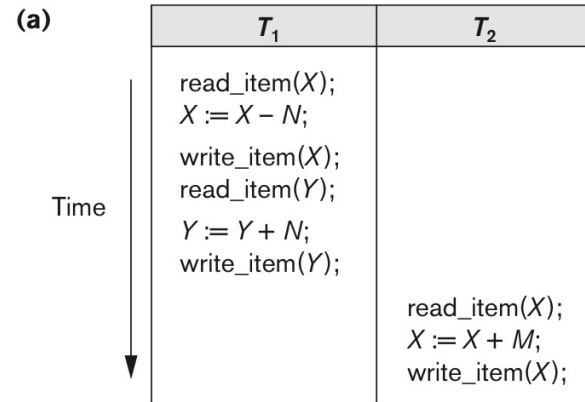 (a)
T₁ T₂
read_item(X);
X := X – N;
write_item(X);
read_item(Y);
Time
Y := Y + N;
write_item(Y);
read_item(X);
X := X + M;
write_item(X);